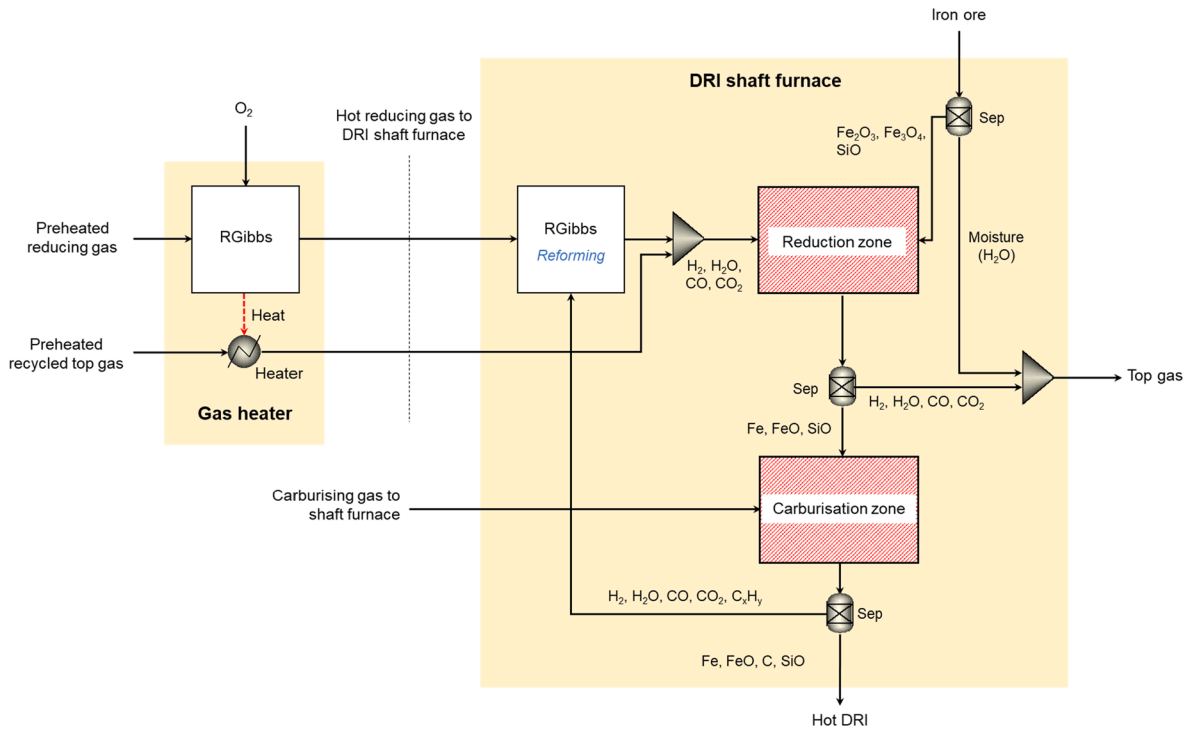 Iron ore
DRI shaft furnace
O₂
Hot reducing gas to
DRI shaft furnace
Sep
Fe₂O₃, Fe₃O₄,
SiO
Preheated
reducing gas
RGibbs
RGibbs
Reforming
Reduction zone
Moisture
(H₂O)
H₂, H₂O,
CO, CO₂
Heat
Preheated
recycled top gas
Heater
Gas heater
Sep
H₂, H₂O, CO, CO₂
Top gas
Fe, FeO, SiO
Carburising gas to
shaft furnace
Carburisation zone
H₂, H₂O, CO, CO₂, CₓHᵧ
Sep
Fe, FeO, C, SiO
Hot DRI